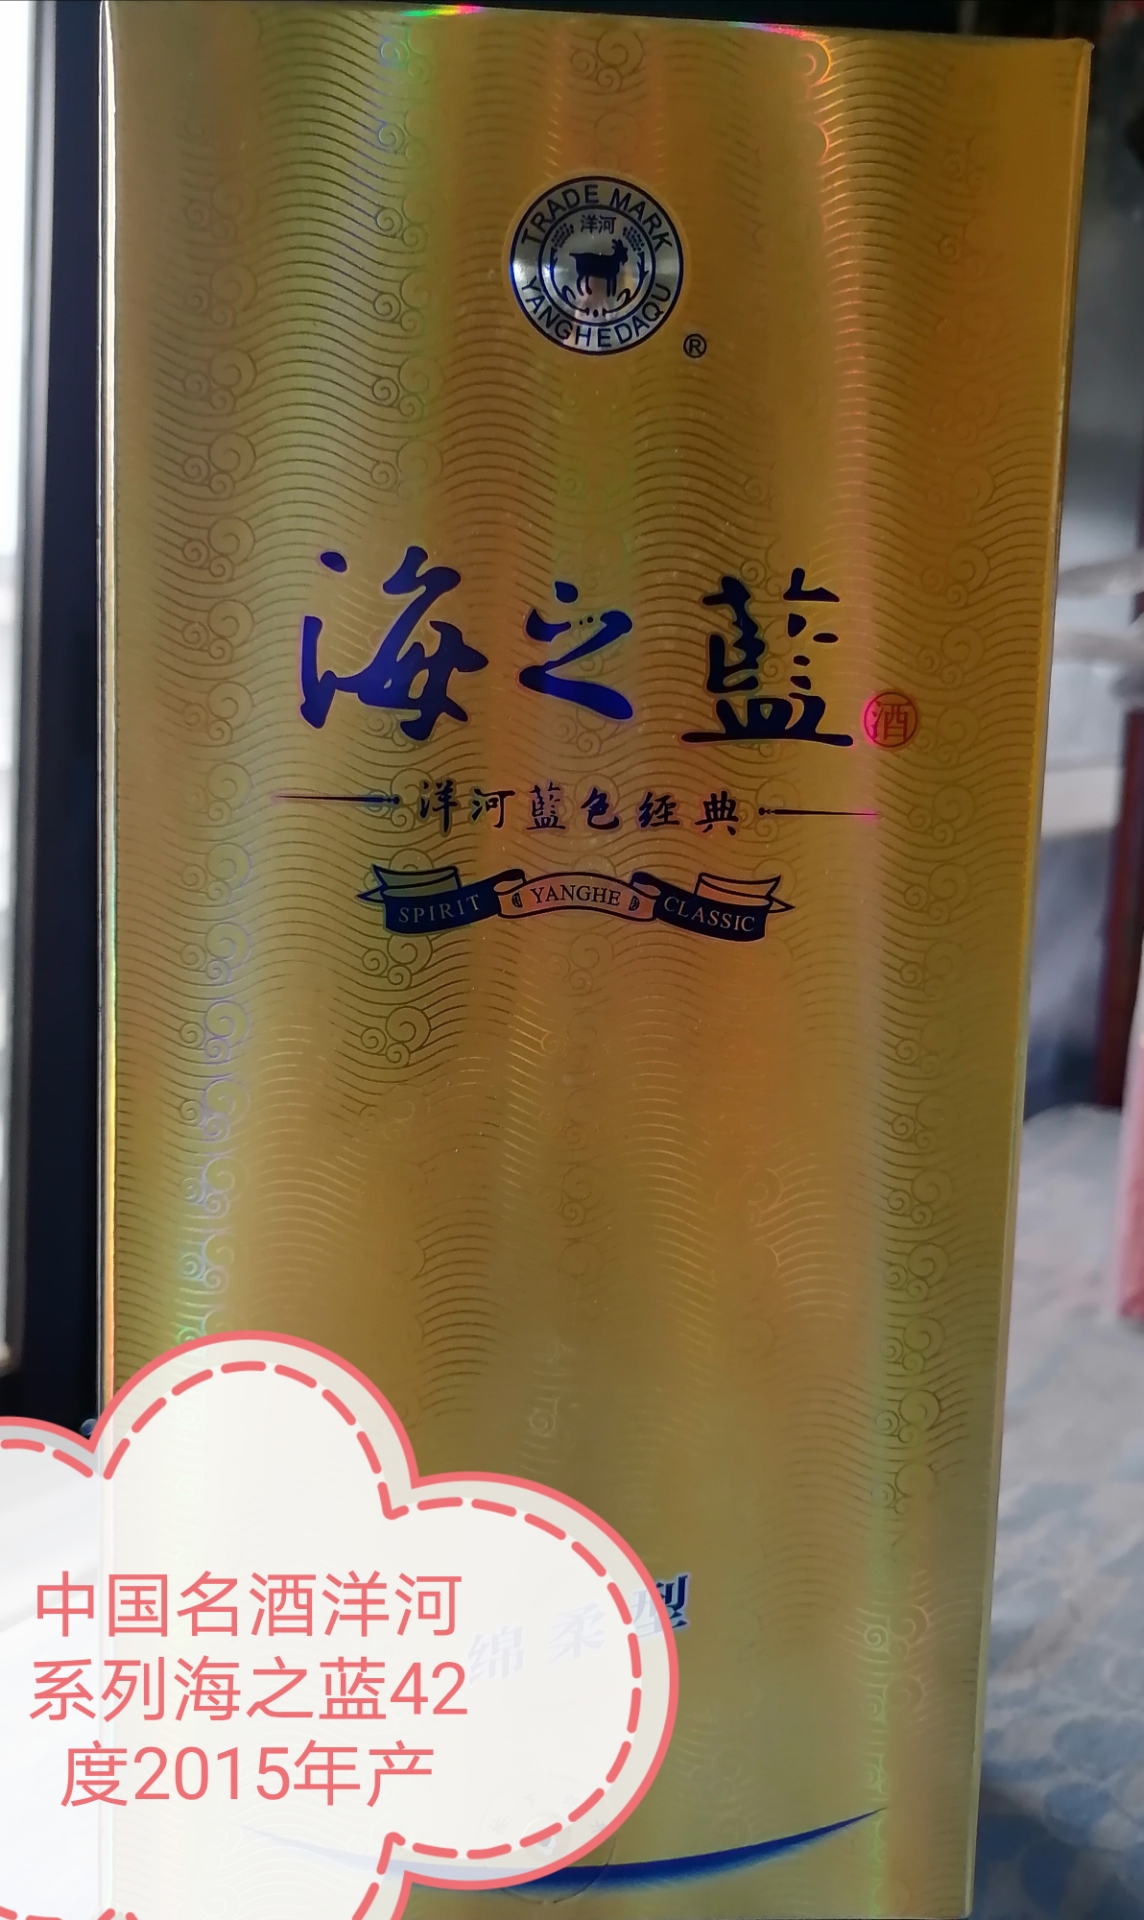 TRADE MARK
洋河
YANGHEDAQU
®
海之藍
酒
洋河藍色经典
SPIRIT YANGHE CLASSIC
绵柔型
中国名酒洋河
系列海之蓝42
度2015年产